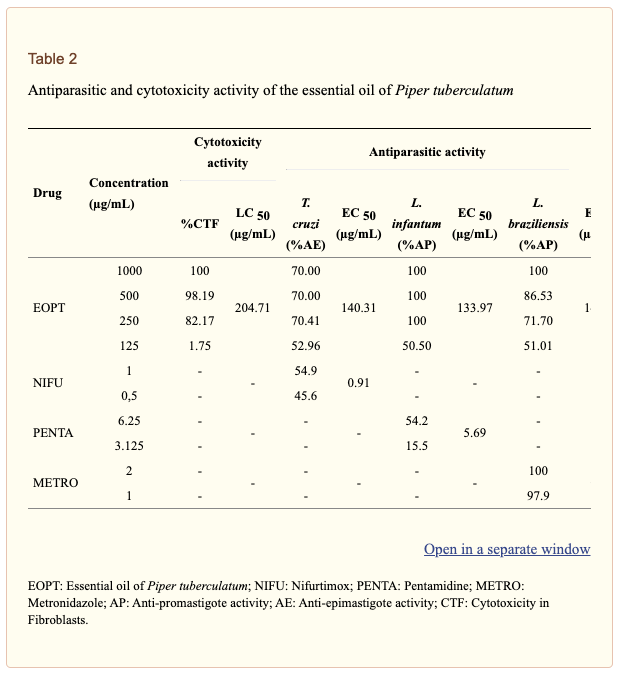 Table 2
Antiparasitic and cytotoxicity activity of the essential oil of Piper tuberculatum
Drug Concentration (μg/mL) Cytotoxicity activity Antiparasitic activity
%CTF LC 50 (μg/mL) T. cruzi (%AE) EC 50 (μg/mL) L. infantum (%AP) EC 50 (μg/mL) L. braziliensis (%AP)
EOPT 204.71 140.31 133.97
1000 100 70.00 100 100
500 98.19 70.00 100 86.53
250 82.17 70.41 100 71.70
125 1.75 52.96 50.50 51.01
NIFU - 0.91 -
1 - 54.9 - -
0,5 - 45.6 - -
PENTA - - 5.69
6.25 - - 54.2 -
3.125 - - 15.5 -
METRO - - -
2 - - - 100
1 - - - 97.9
Open in a separate window
EOPT: Essential oil of Piper tuberculatum; NIFU: Nifurtimox; PENTA: Pentamidine; METRO:
Metronidazole; AP: Anti-promastigote activity; AE: Anti-epimastigote activity; CTF: Cytotoxicity in
Fibroblasts.